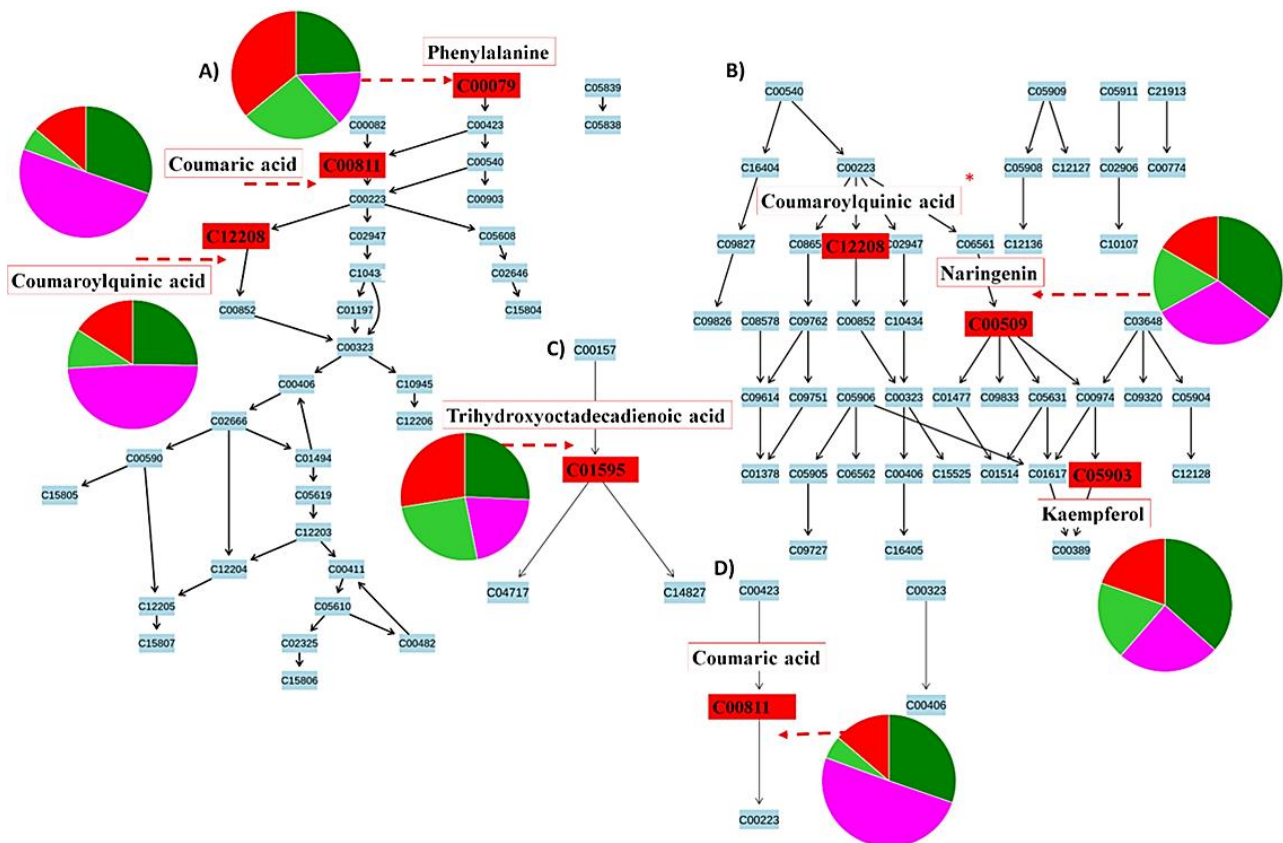 A)
Phenylalanine
C00079
C05839
C05838
C00082
C00423
Coumaric acid
C00811
C00540
C00223
C00903
C12208
C02947
C05608
Coumaroylquinic acid
C1043
C02646
C00852
C01197
C15804
C00323
C00406
C10945
C12206
C02666
C00590
C01494
C15805
C05619
C12203
C12204
C00411
C12205
C05610
C15807
C02325
C00482
C15806
B)
C00540
C05909
C05911
C21913
C16404
C00223
C05908
C12127
C02906
C00774
Coumaroylquinic acid *
C09827
C0865
C12208
C02947
C06561
C12136
C10107
Naringenin
C09826
C08578
C09762
C00852
C10434
C00509
C03648
C09614
C09751
C05906
C00323
C01477
C09833
C05631
C00974
C09320
C05904
C01378
C05905
C06562
C00406
C15525
C01514
C01617
C05903
C12128
Kaempferol
C09727
C16405
C00389
C)
C00157
Trihydroxyoctadecadienoic acid
C01595
C04717
C14827
D)
C00423
C00323
Coumaric acid
C00811
C00406
C00223